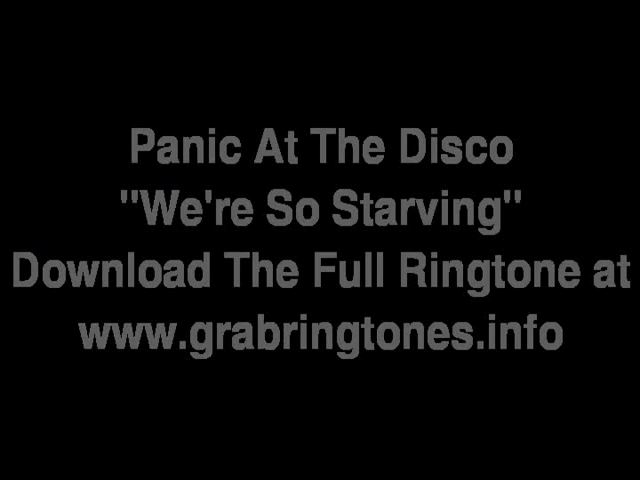 Panic At The Disco
"We're So Starving"
Download The Full Ringtone at
www.grabringtones.info